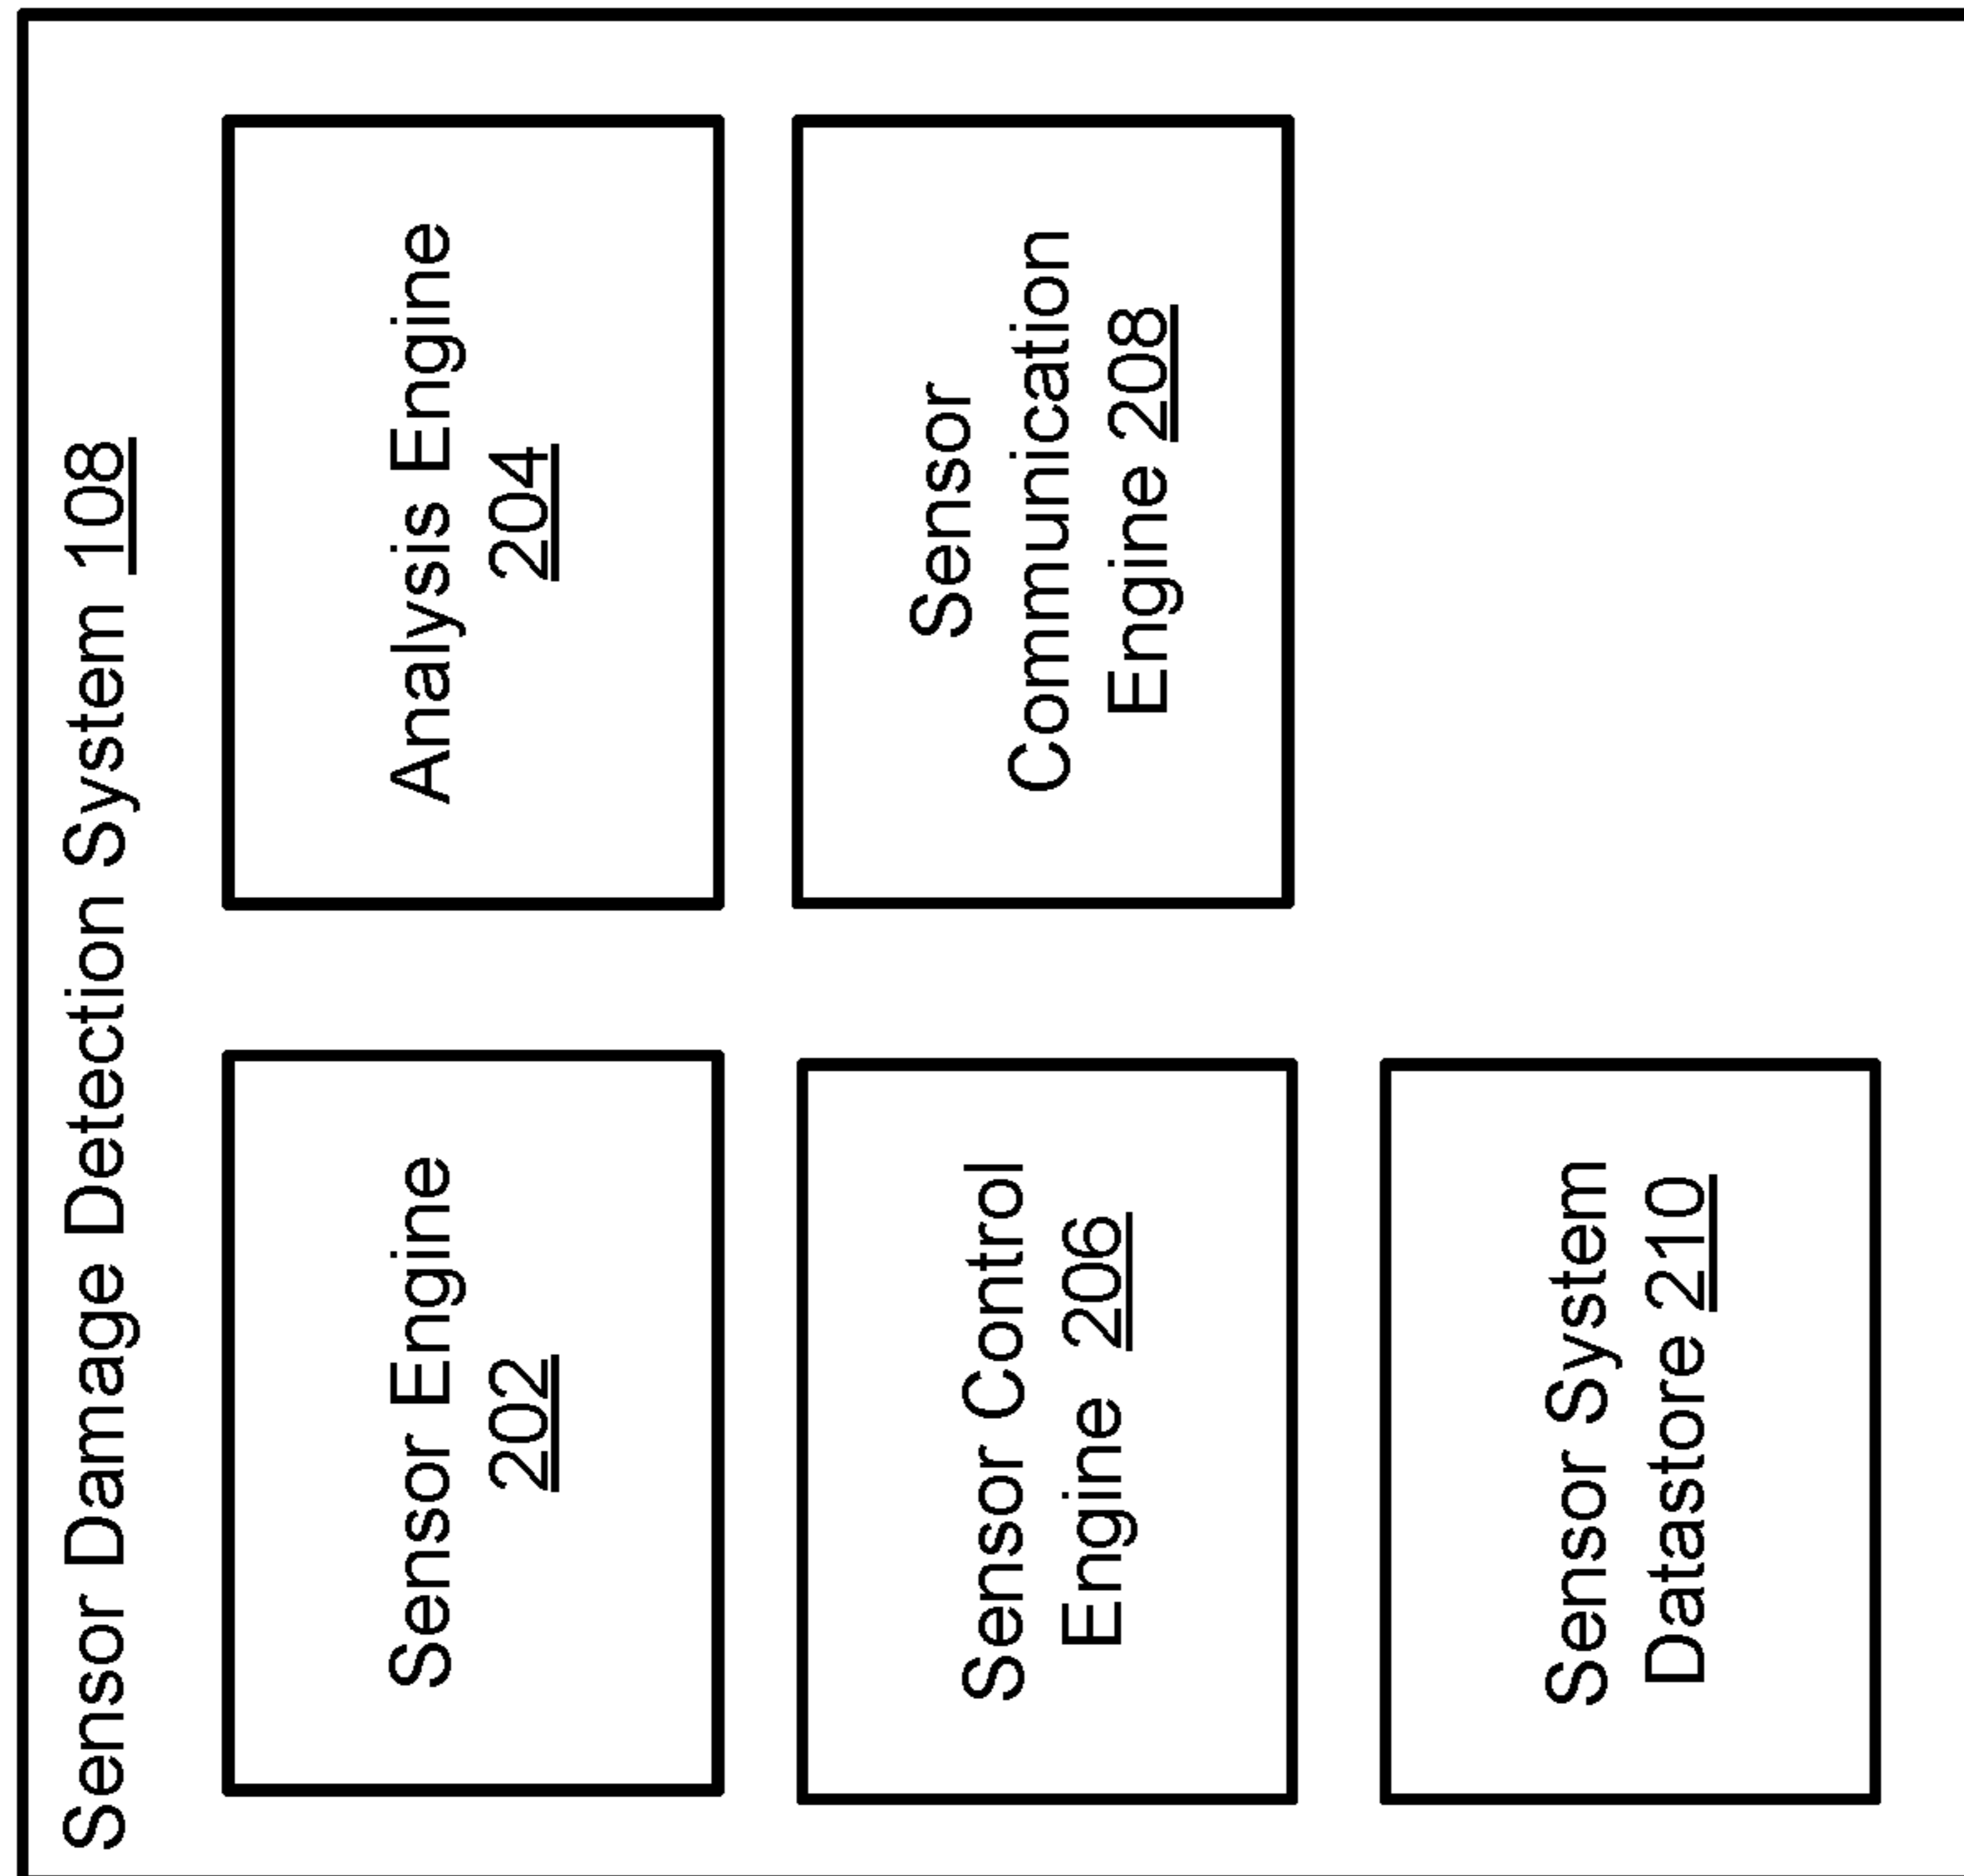 Sensor Damage Detection System 108
Sensor Engine
202
Analysis Engine
204
Sensor Control
Engine 206
Sensor
Communication
Engine 208
Sensor System
Datastore 210